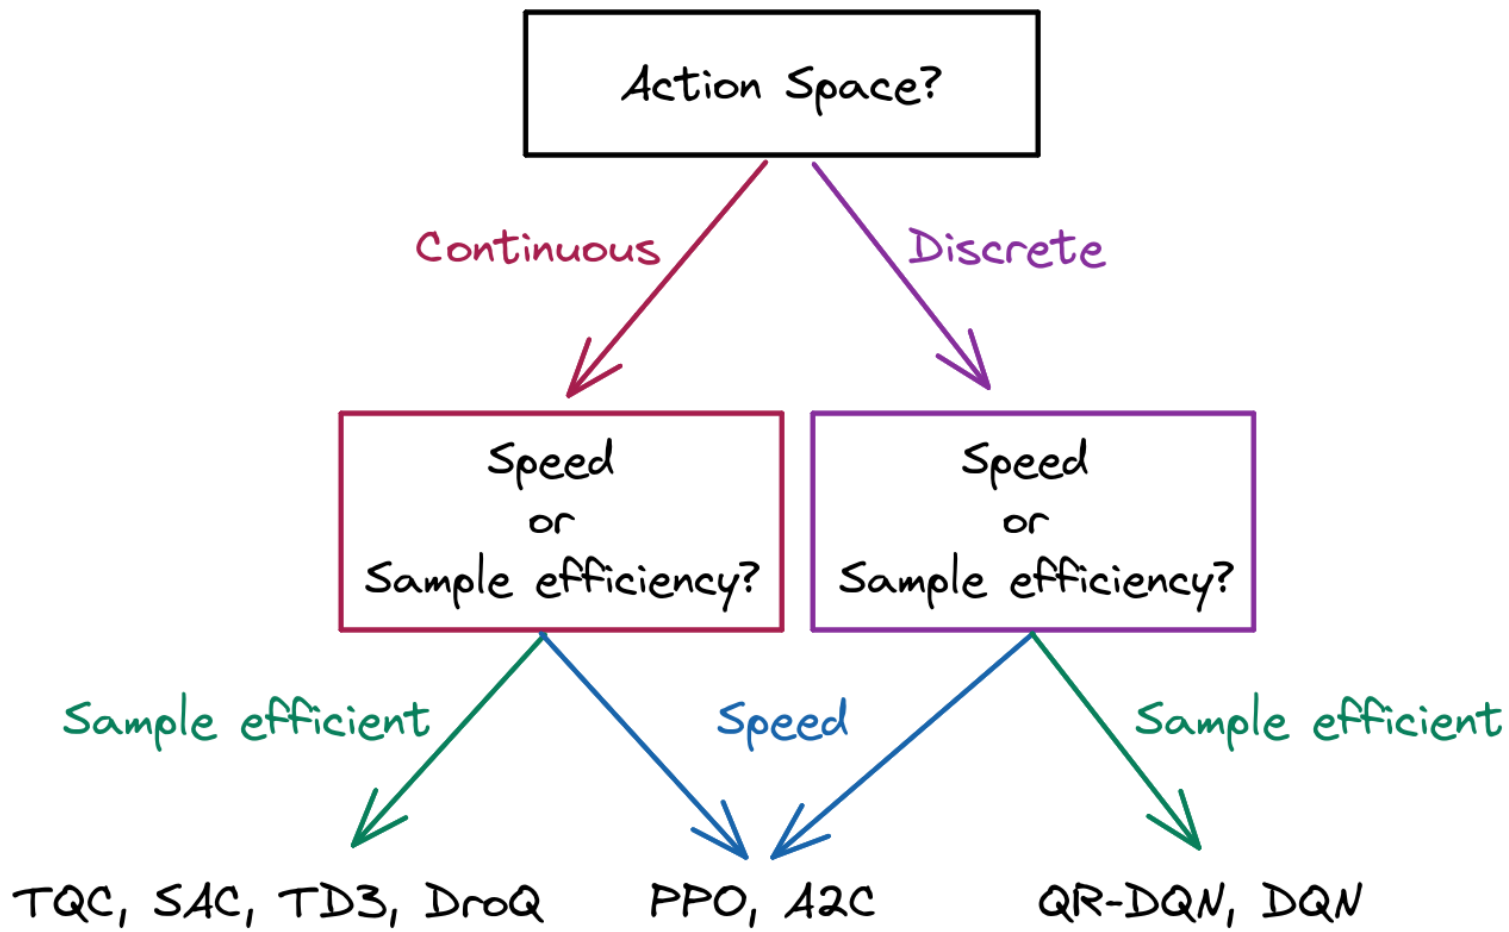 Action Space?
Continuous
Discrete
Speed
or
Sample efficiency?
Speed
or
Sample efficiency?
Sample efficient
Speed
Sample efficient
TQC, SAC, TD3, DroQ
PPO, A2C
QR-DQN, DQN